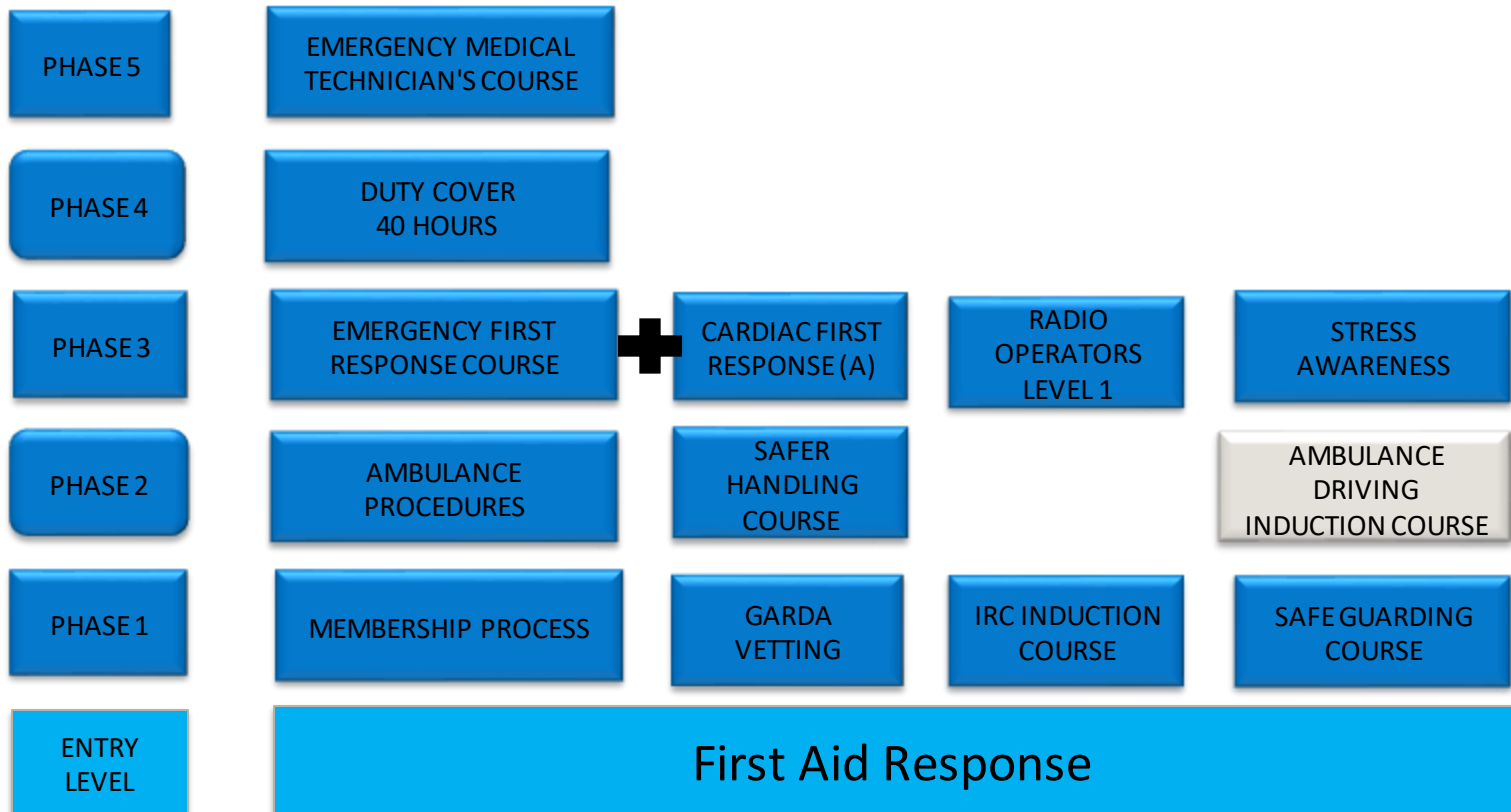 PHASE 5
EMERGENCY MEDICAL
TECHNICIAN'S COURSE
PHASE 4
DUTY COVER
40 HOURS
PHASE 3
EMERGENCY FIRST
RESPONSE COURSE
CARDIAC FIRST
RESPONSE (A)
RADIO
OPERATORS
LEVEL 1
STRESS
AWARENESS
PHASE 2
AMBULANCE
PROCEDURES
SAFER
HANDLING
COURSE
AMBULANCE
DRIVING
INDUCTION COURSE
PHASE 1
MEMBERSHIP PROCESS
GARDA
VETTING
IRC INDUCTION
COURSE
SAFE GUARDING
COURSE
ENTRY
LEVEL
First Aid Response